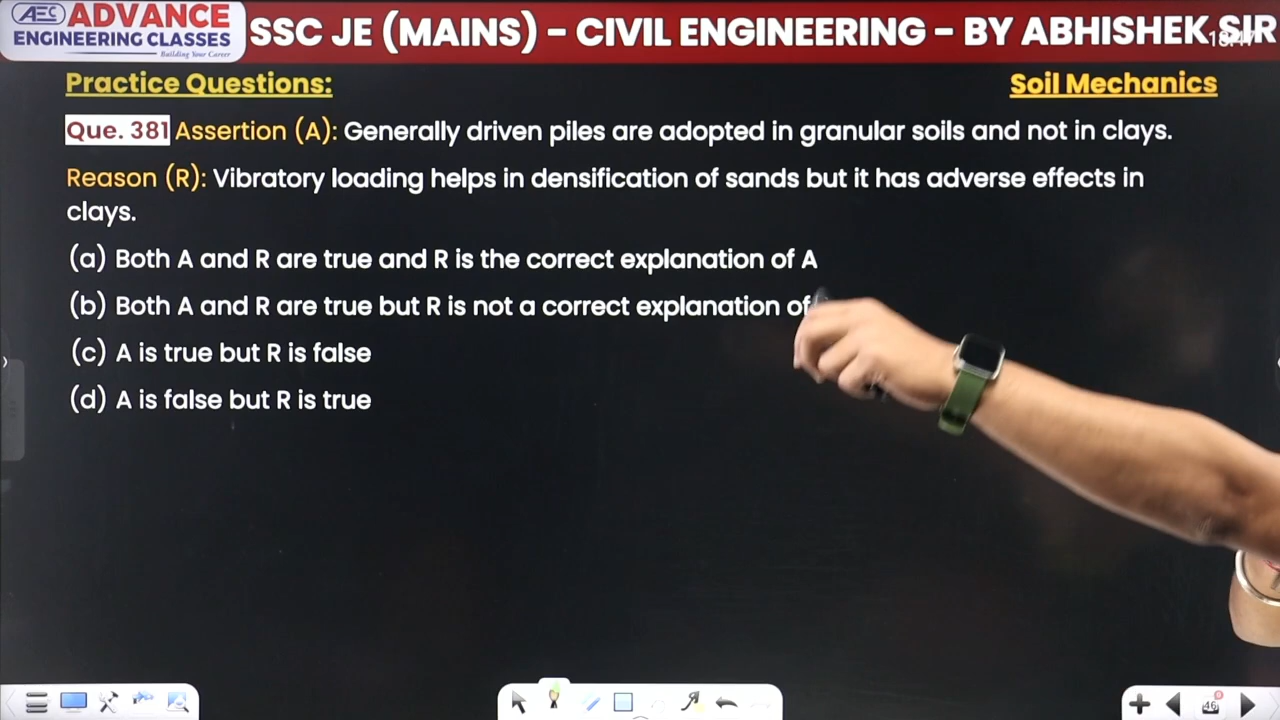 AEC ADVANCE
ENGINEERING CLASSES
Building Your Career
SSC JE (MAINS) - CIVIL ENGINEERING - BY ABHISHEK SIR
Practice Questions:
Soil Mechanics
Que. 381 Assertion (A): Generally driven piles are adopted in granular soils and not in clays.
Reason (R): Vibratory loading helps in densification of sands but it has adverse effects in
clays.
(a) Both A and R are true and R is the correct explanation of A
(b) Both A and R are true but R is not a correct explanation of
(c) A is true but R is false
(d) A is false but R is true
46